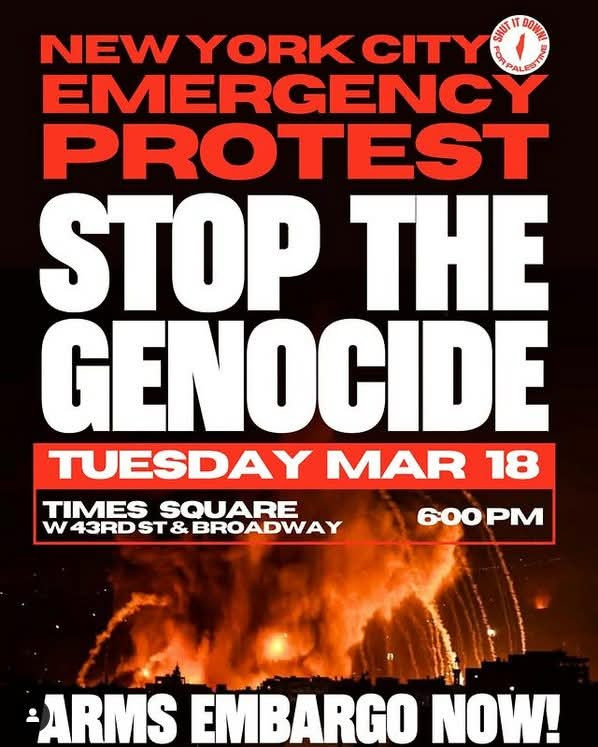 NEW YORK CITY
SHUT IT DOWN!
FOR PALESTINE
EMERGENCY
PROTEST
STOP THE
GENOCIDE
TUESDAY MAR 18
TIMES SQUARE
W 43RD ST & BROADWAY
6:00 PM
ARMS EMBARGO NOW!